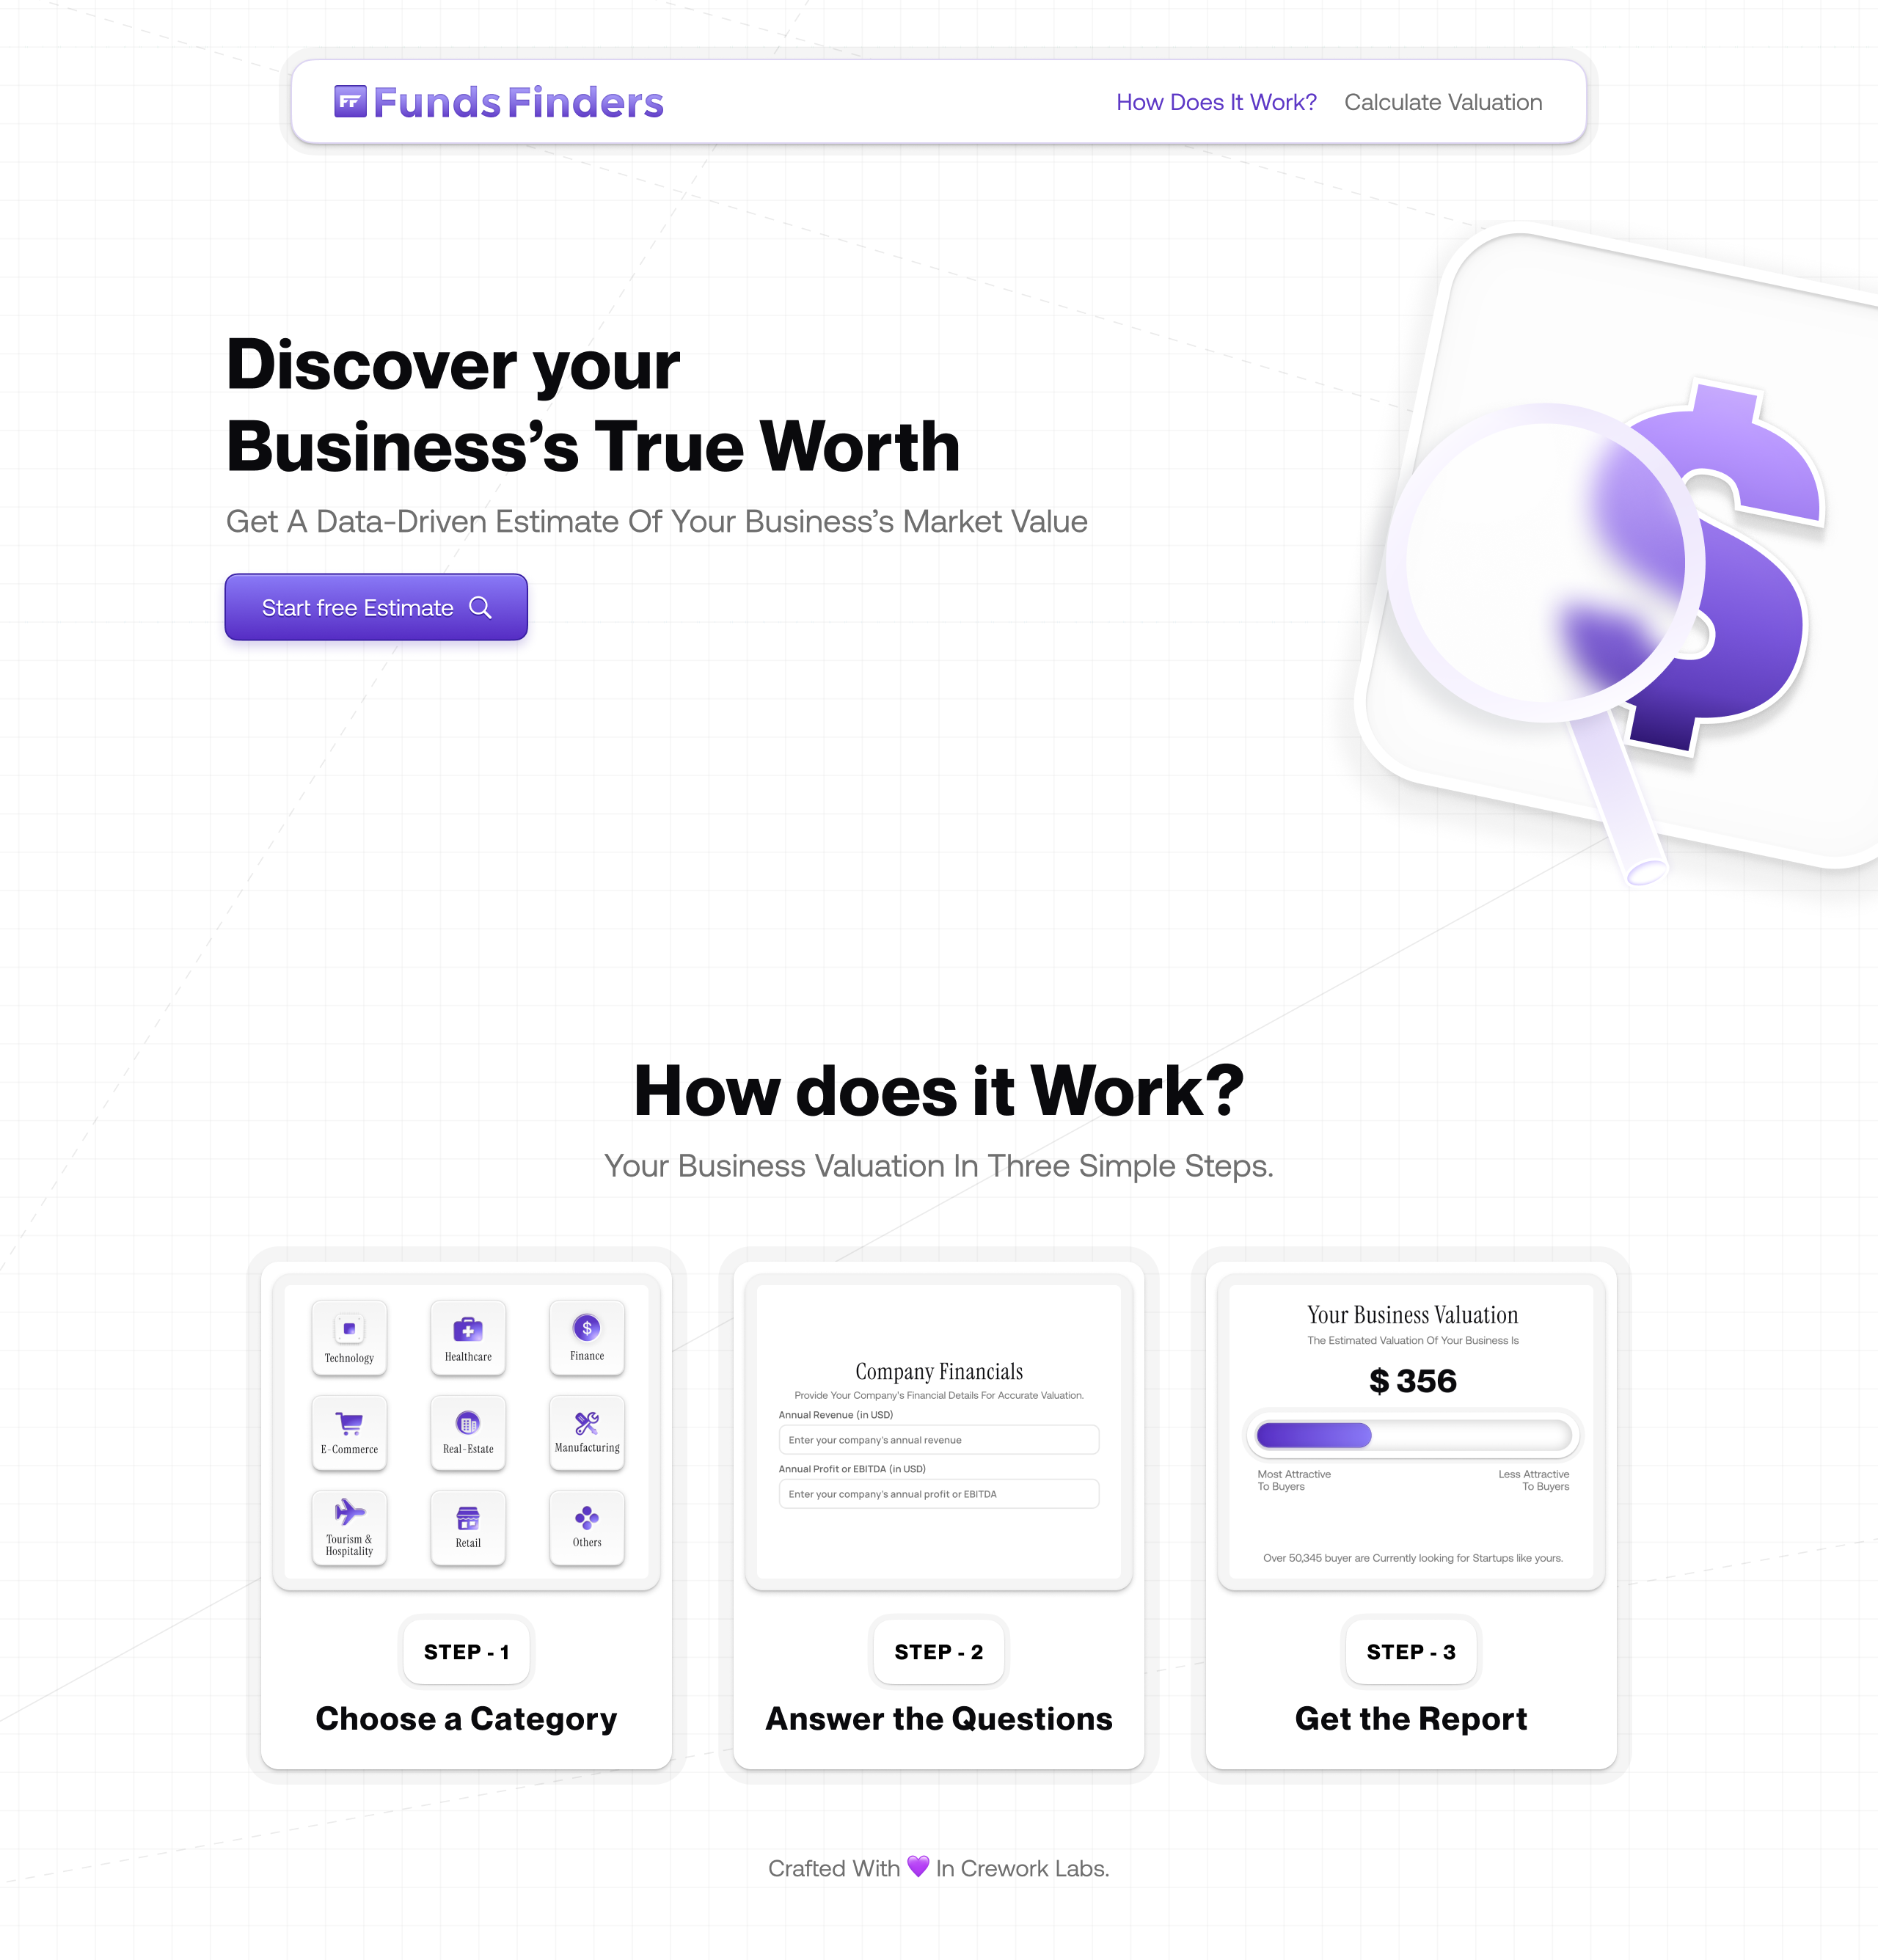 FF Funds Finders
How Does It Work? Calculate Valuation
Discover your
Business’s True Worth
Get A Data-Driven Estimate Of Your Business’s Market Value
Start free Estimate
$
How does it Work?
Your Business Valuation In Three Simple Steps.
Technology
Healthcare
$
Finance
E-Commerce
Real-Estate
Manufacturing
Tourism &
Hospitality
Retail
Others
STEP - 1
Choose a Category
Company Financials
Provide Your Company's Financial Details For Accurate Valuation.
Annual Revenue (in USD)
Enter your company's annual revenue
Annual Profit or EBITDA (in USD)
Enter your company's annual profit or EBITDA
STEP - 2
Answer the Questions
Your Business Valuation
The Estimated Valuation Of Your Business Is
$ 356
Most Attractive
To Buyers
Less Attractive
To Buyers
Over 50,345 buyer are Currently looking for Startups like yours.
STEP - 3
Get the Report
Crafted With 💜 In Crework Labs.